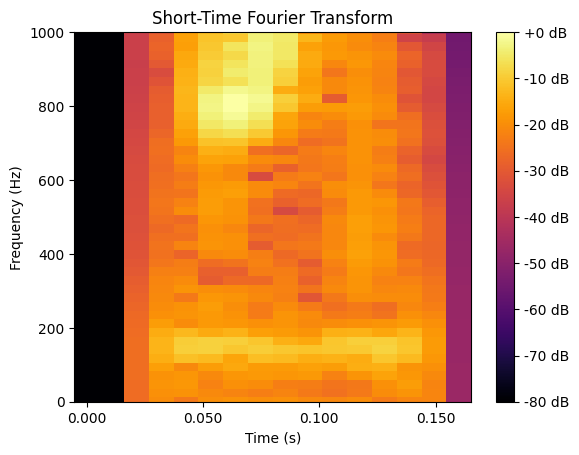 Short-Time Fourier Transform
1000
800
600
400
200
0
Frequency (Hz)
0.000
0.050
0.100
0.150
Time (s)
+0 dB
-10 dB
-20 dB
-30 dB
-40 dB
-50 dB
-60 dB
-70 dB
-80 dB